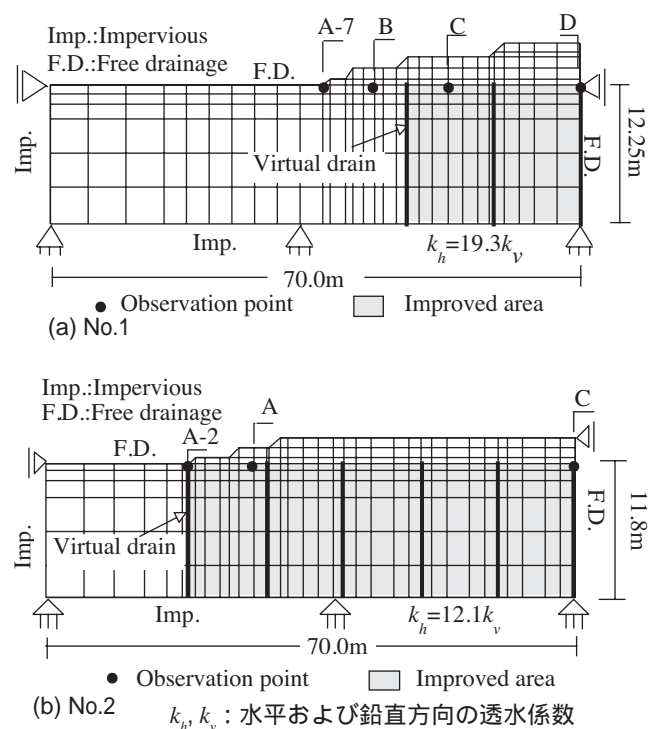 Imp.:Impervious
F.D.:Free drainage
F.D.
A-7
B
C
D
Imp.
Virtual drain
F.D.
12.25m
Imp.
k_h=19.3k_v
70.0m
● Observation point
Improved area
(a) No.1
Imp.:Impervious
F.D.:Free drainage
F.D.
A-2
A
C
Imp.
Virtual drain
F.D.
11.8m
Imp.
k_h=12.1k_v
70.0m
● Observation point
Improved area
(b) No.2
k_h, k_v：水平および鉛直方向の透水係数